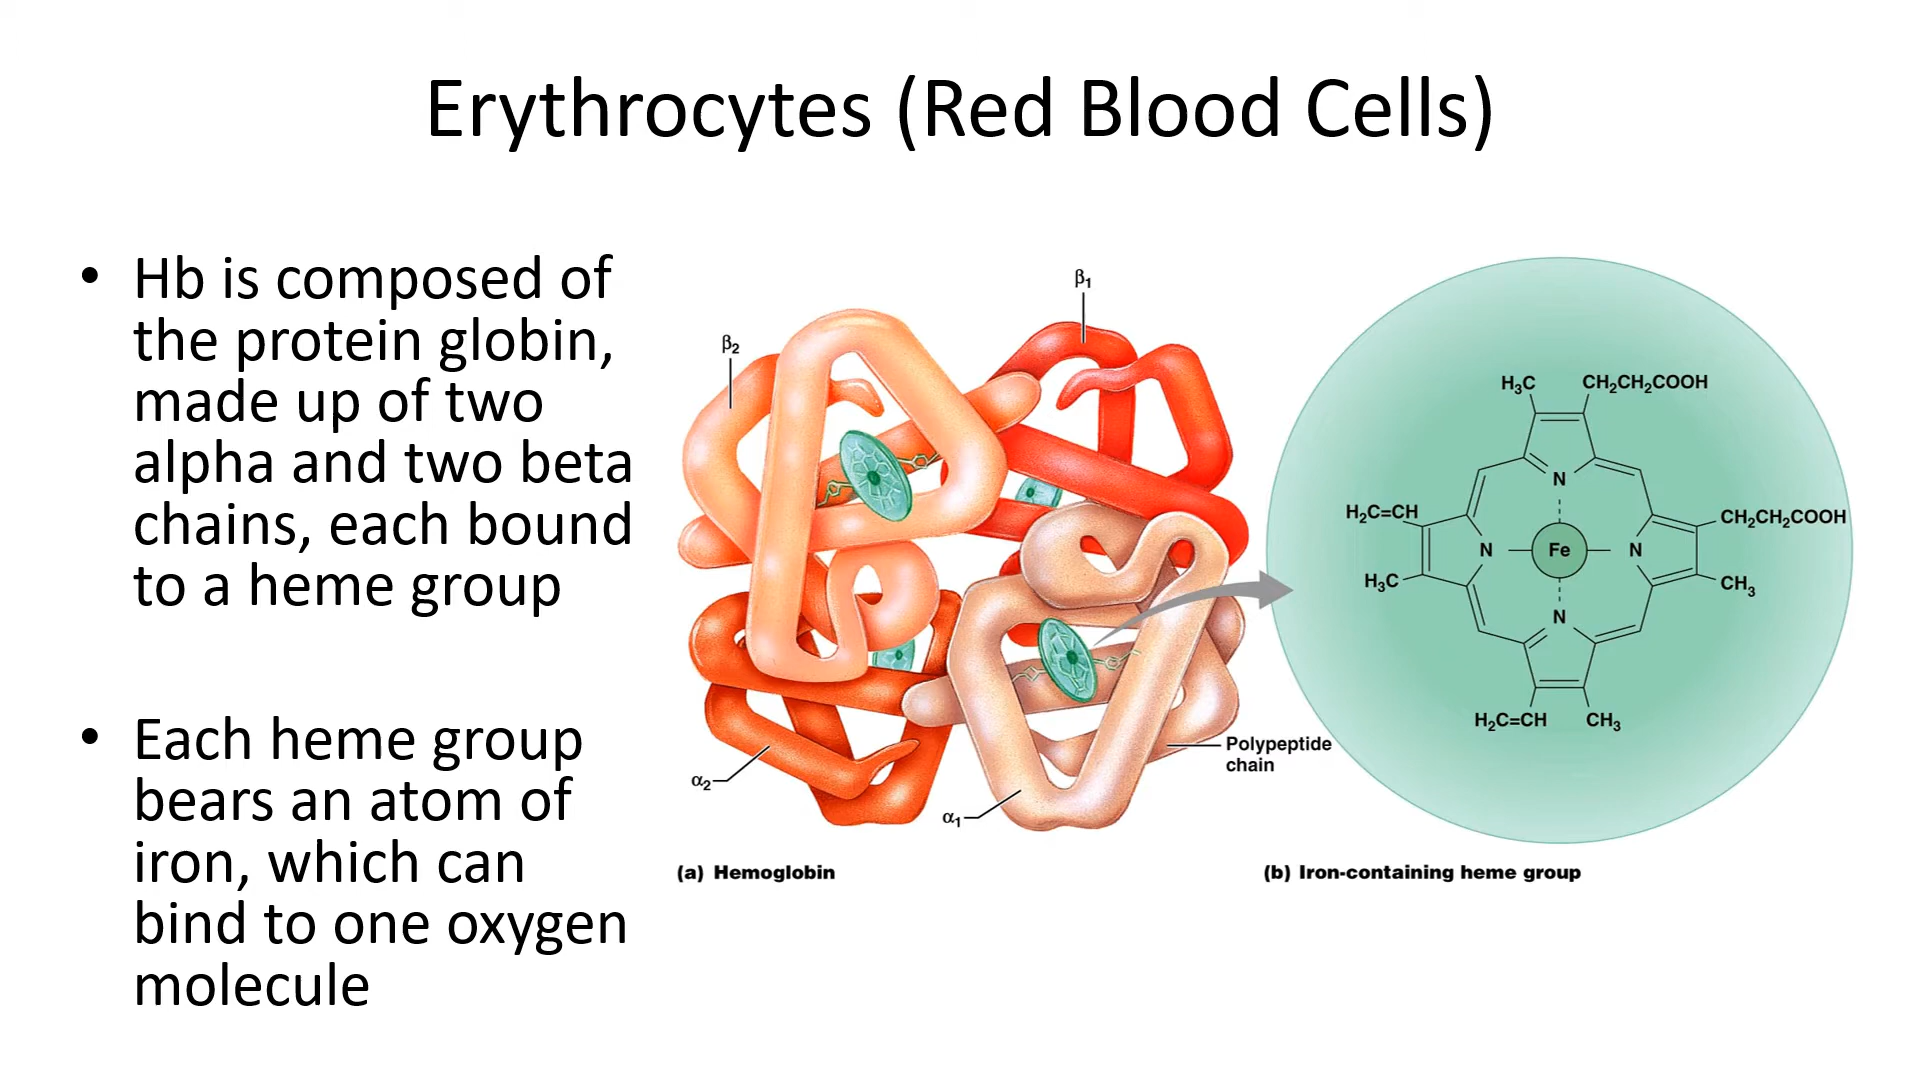 Erythrocytes (Red Blood Cells)
• Hb is composed of
the protein globin,
made up of two
alpha and two beta
chains, each bound
to a heme group
• Each heme group
bears an atom of
iron, which can
bind to one oxygen
molecule
β₁
β₂
α₂
α₁
Polypeptide
chain
(a) Hemoglobin
H₃C
CH₂CH₂COOH
N
H₂C=CH
CH₂CH₂COOH
N
Fe
N
H₃C
CH₃
N
H₂C=CH
CH₃
(b) Iron-containing heme group